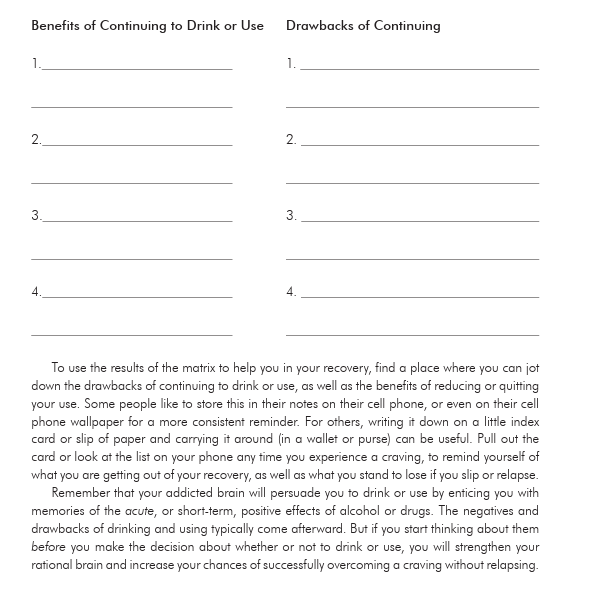 Benefits of Continuing to Drink or Use    Drawbacks of Continuing
1.    1.
2.    2.
3.    3.
4.    4.
To use the results of the matrix to help you in your recovery, find a place where you can jot
down the drawbacks of continuing to drink or use, as well as the benefits of reducing or quitting
your use. Some people like to store this in their notes on their cell phone, or even on their cell
phone wallpaper for a more consistent reminder. For others, writing it down on a little index
card or slip of paper and carrying it around (in a wallet or purse) can be useful. Pull out the
card or look at the list on your phone any time you experience a craving, to remind yourself of
what you are getting out of your recovery, as well as what you stand to lose if you slip or relapse.
Remember that your addicted brain will persuade you to drink or use by enticing you with
memories of the acute, or short-term, positive effects of alcohol or drugs. The negatives and
drawbacks of drinking and using typically come afterward. But if you start thinking about them
before you make the decision about whether or not to drink or use, you will strengthen your
rational brain and increase your chances of successfully overcoming a craving without relapsing.